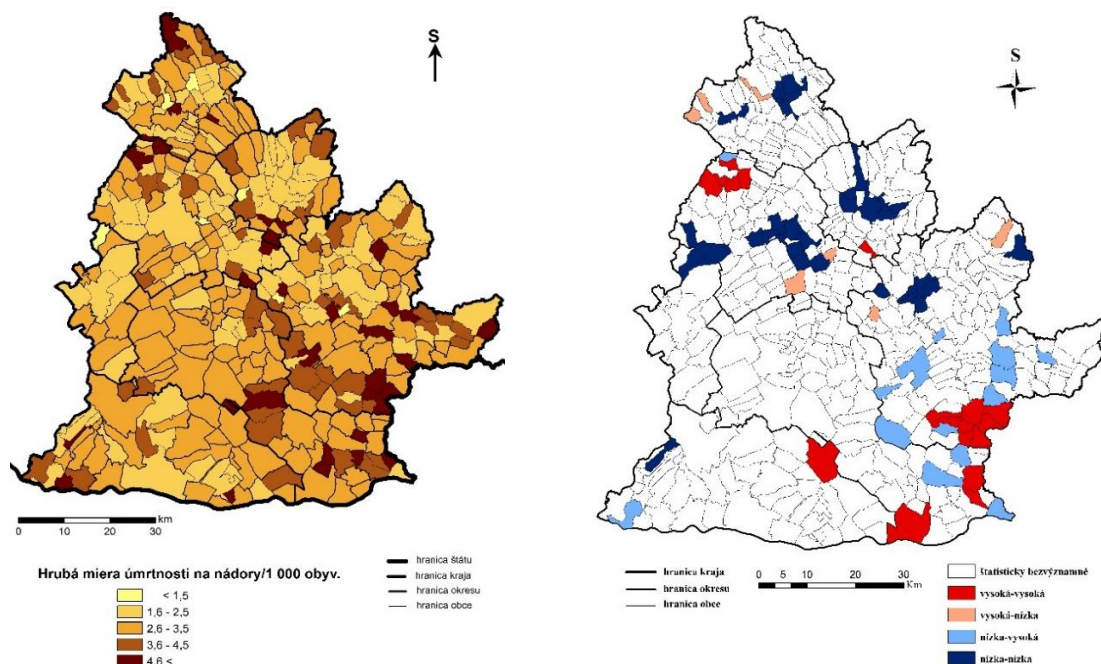 S
0 10 20 30
km
Hrubá miera úmrtnosti na nádory/1 000 obyv.
< 1,5
1,6 - 2,5
2,6 - 3,5
3,6 - 4,5
4,6 <
hranica štátu
hranica kraja
hranica okresu
hranica obce
S
hranica kraja
hranica okresu
hranica obce
0 5 10 20 30
Km
štatisticky bezvýznamné
vysoká-vysoká
vysoká-nízka
nízka-vysoká
nízka-nízka